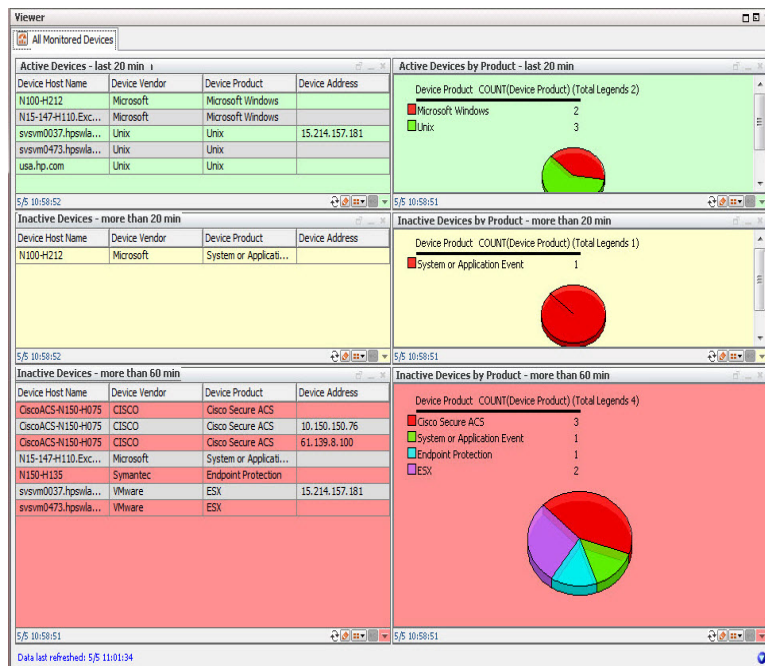 Viewer
All Monitored Devices
Active Devices - last 20 min
Device Host Name Device Vendor Device Product Device Address
N100-H212 Microsoft Microsoft Windows
N15-147-H110.Exc... Microsoft Microsoft Windows
svsvm0037.hpswla... Unix Unix 15.214.157.181
svsvm0473.hpswla... Unix Unix
usa.hp.com Unix Unix
5/5 10:58:52
Active Devices by Product - last 20 min
Device Product COUNT(Device Product) (Total Legends 2)
Microsoft Windows 2
Unix 3
5/5 10:58:51
Inactive Devices - more than 20 min
Device Host Name Device Vendor Device Product Device Address
N100-H212 Microsoft System or Applicati...
5/5 10:58:52
Inactive Devices by Product - more than 20 min
Device Product COUNT(Device Product) (Total Legends 1)
System or Application Event 1
5/5 10:58:51
Inactive Devices - more than 60 min
Device Host Name Device Vendor Device Product Device Address
CiscoACS-N150-H075 CISCO Cisco Secure ACS
CiscoACS-N150-H075 CISCO Cisco Secure ACS 10.150.150.76
CiscoACS-N150-H075 CISCO Cisco Secure ACS 61.139.8.100
N15-147-H110.Exc... Microsoft System or Applicati...
N150-H135 Symantec Endpoint Protection
svsvm0037.hpswla... VMware ESX 15.214.157.181
svsvm0473.hpswla... VMware ESX
5/5 10:58:51
Inactive Devices by Product - more than 60 min
Device Product COUNT(Device Product) (Total Legends 4)
Cisco Secure ACS 3
System or Application Event 1
Endpoint Protection 1
ESX 2
5/5 10:58:51
Data last refreshed: 5/5 11:01:34